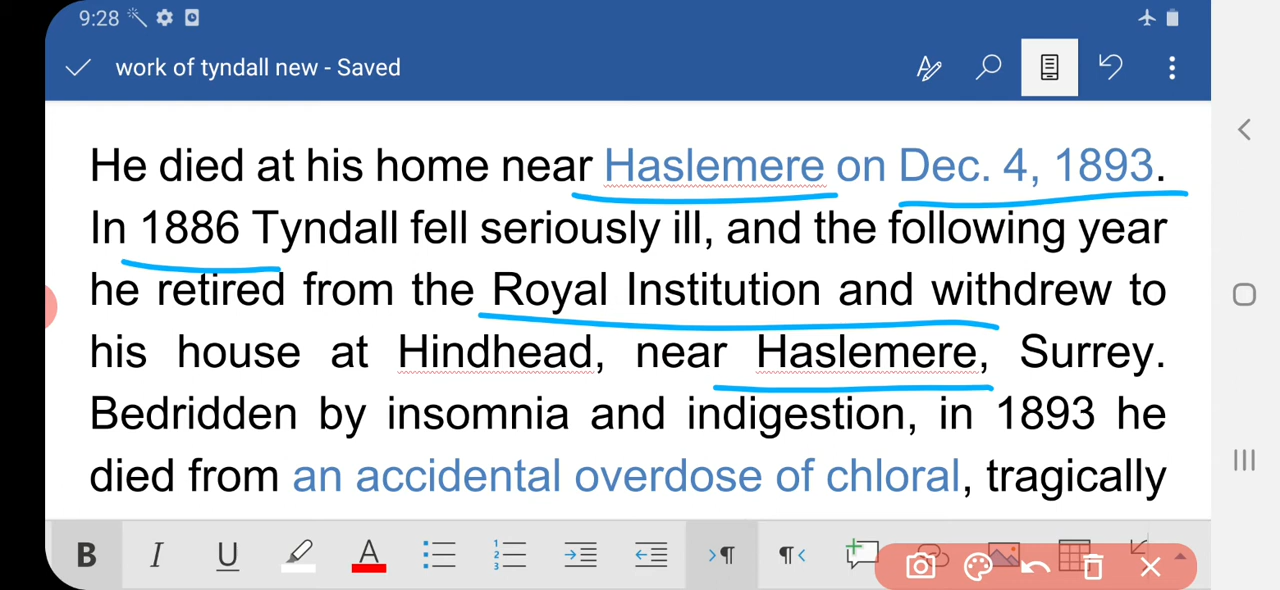 9:28
work of tyndall new - Saved
He died at his home near Haslemere on Dec. 4, 1893.
In 1886 Tyndall fell seriously ill, and the following year
he retired from the Royal Institution and withdrew to
his house at Hindhead, near Haslemere, Surrey.
Bedridden by insomnia and indigestion, in 1893 he
died from an accidental overdose of chloral, tragically
B I U A